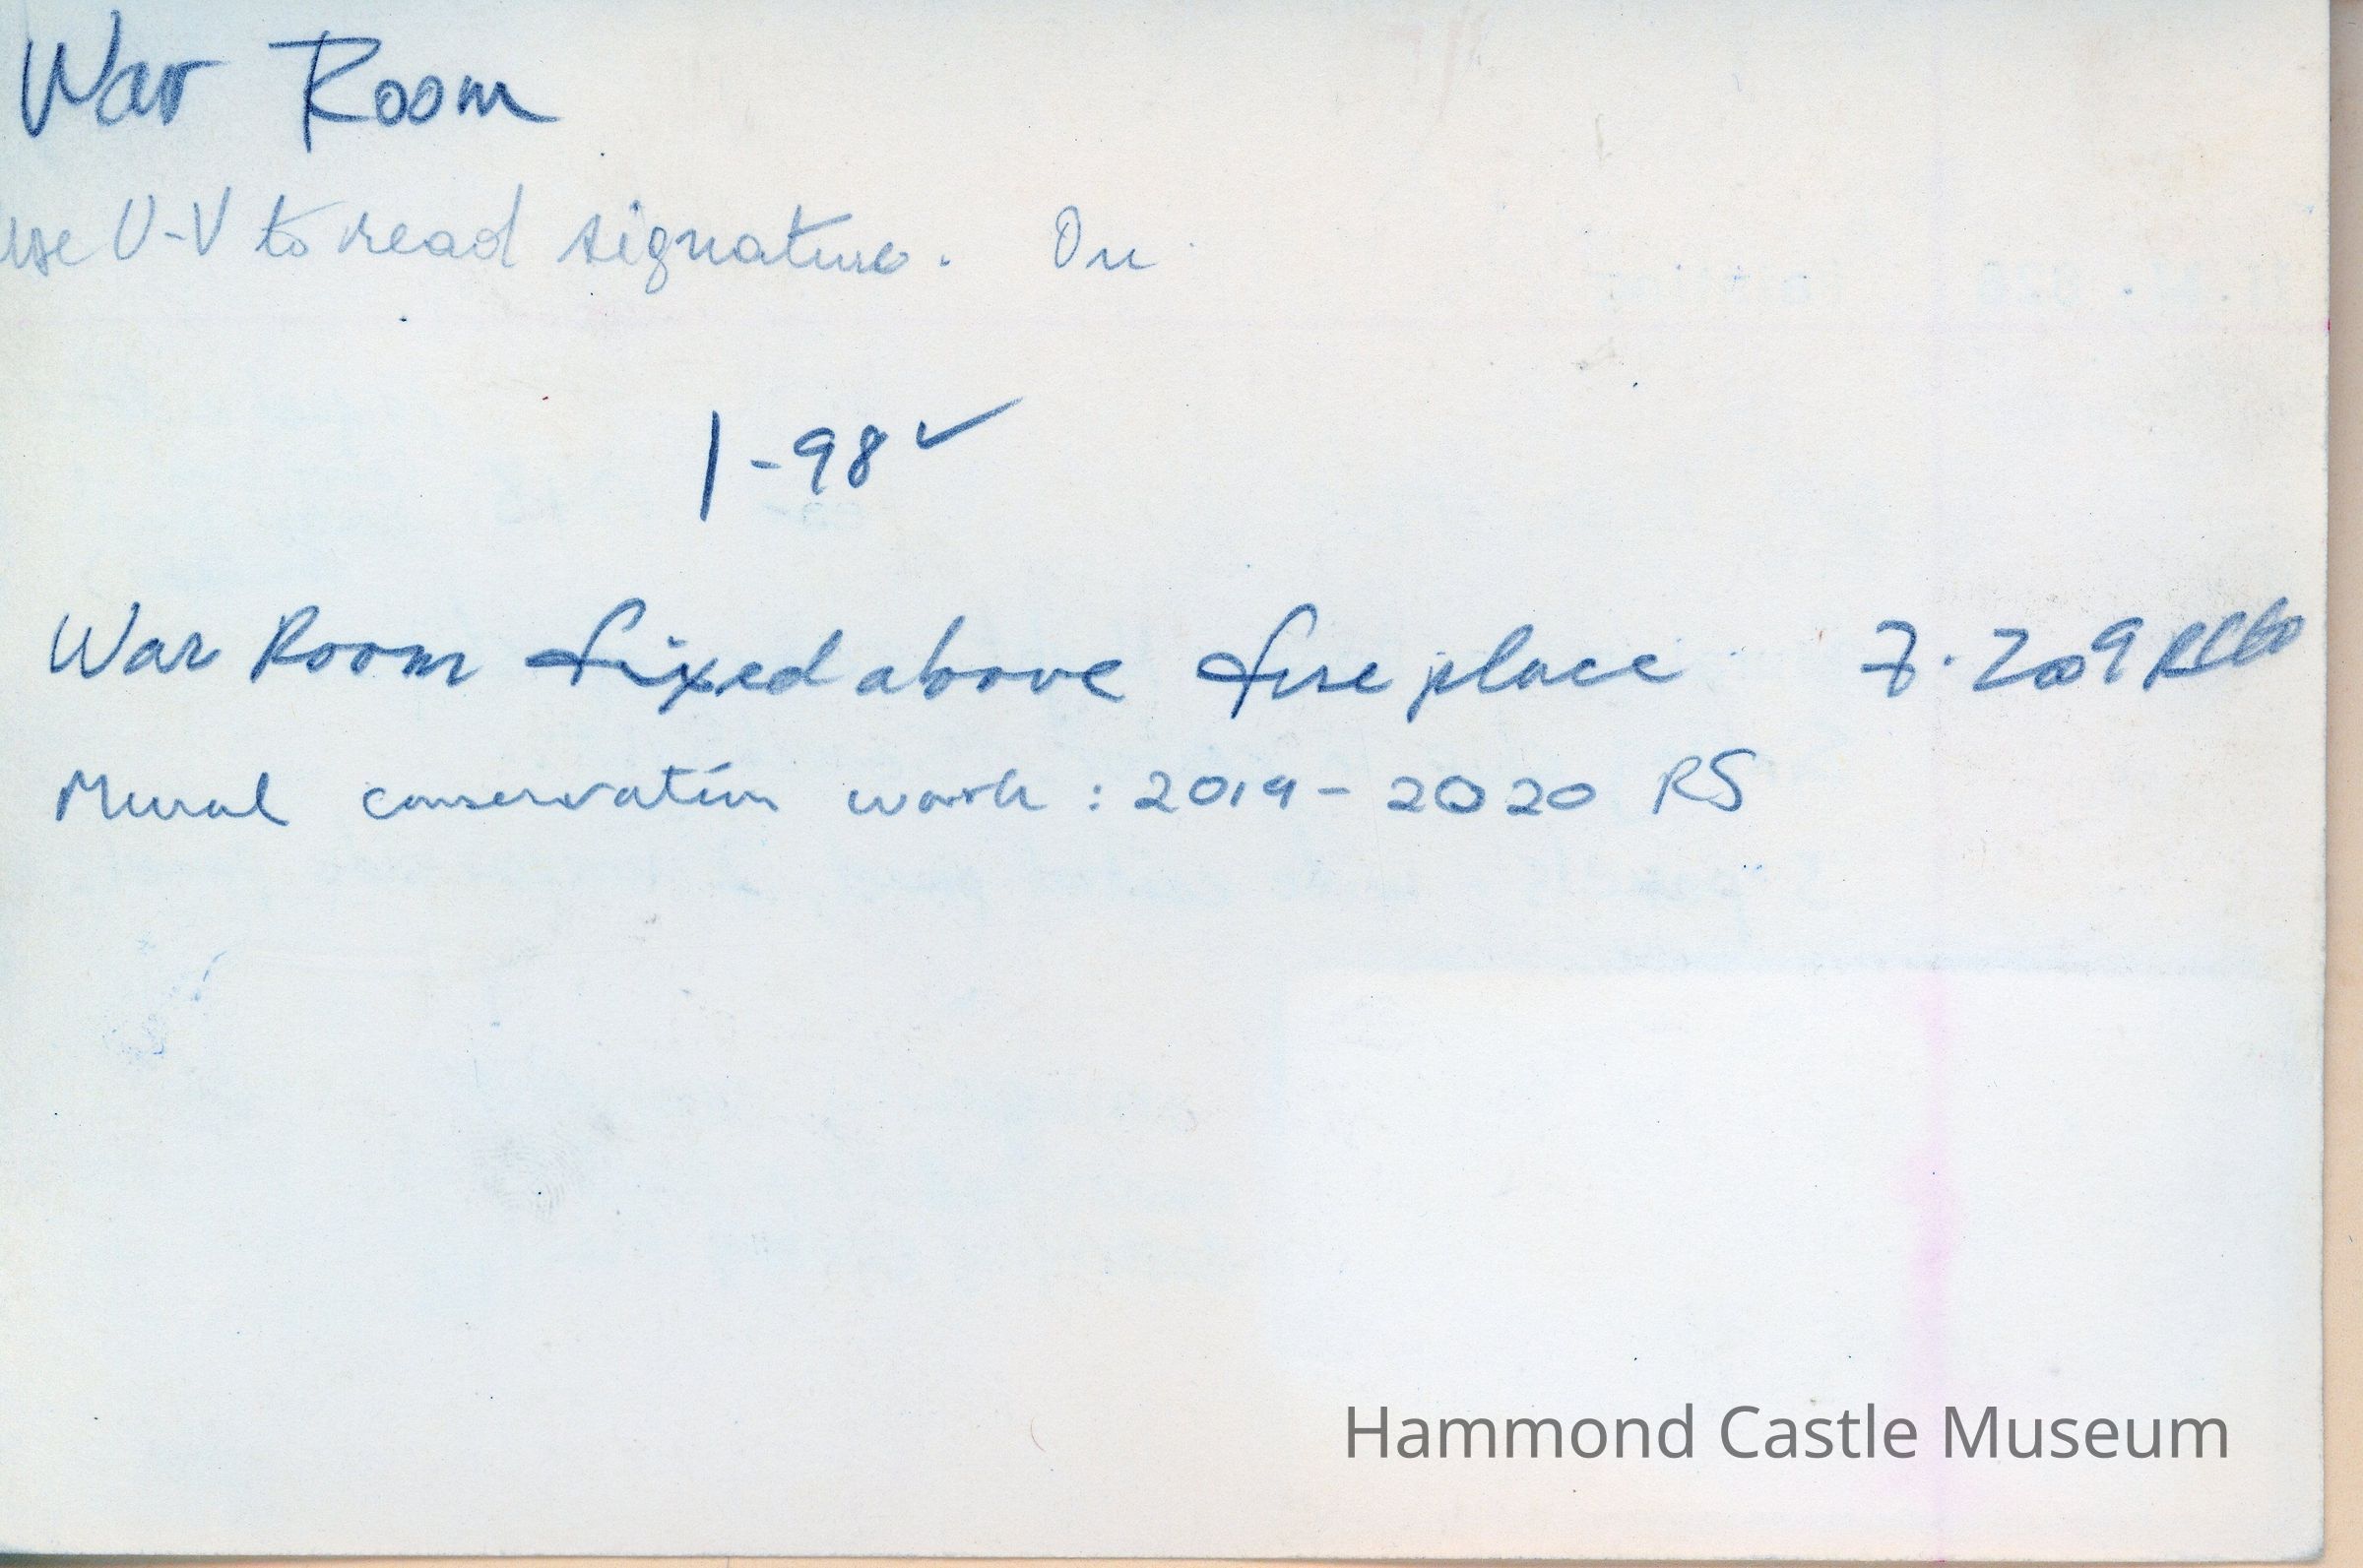 War Room
use U-V to read signature. On
1-98 ✓
War Room fixed above fireplace 7.2009
Mural conservation work : 2019-2020 RS
Hammond Castle Museum